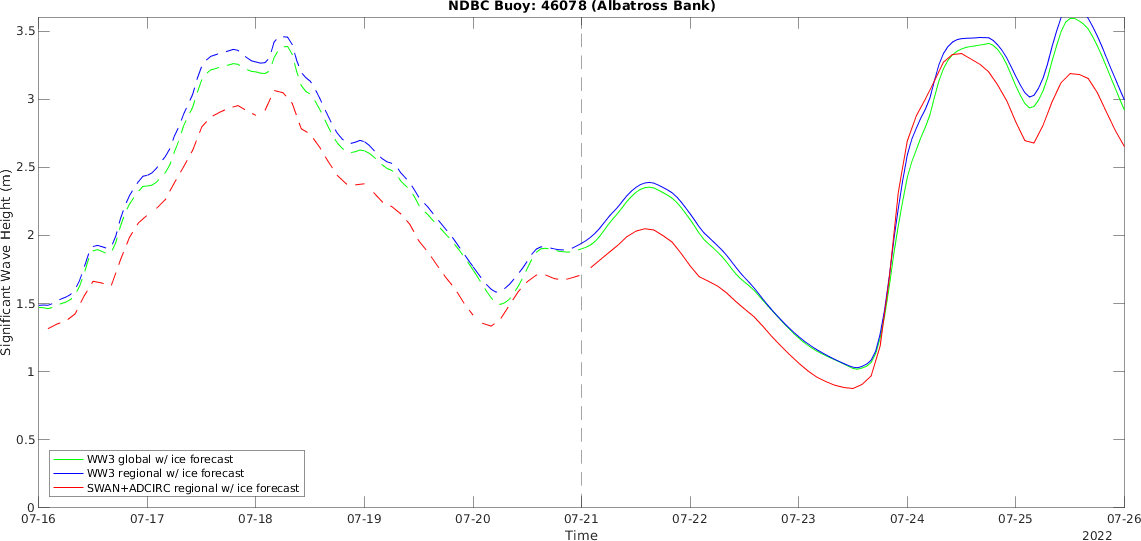 NDBC Buoy: 46078 (Albatross Bank)
3.5
3
2.5
2
1.5
1
0.5
0
Significant Wave Height (m)
WW3 global w/ ice forecast
WW3 regional w/ ice forecast
SWAN+ADCIRC regional w/ ice forecast
07-16 07-17 07-18 07-19 07-20 07-21 07-22 07-23 07-24 07-25 07-26
Time
2022